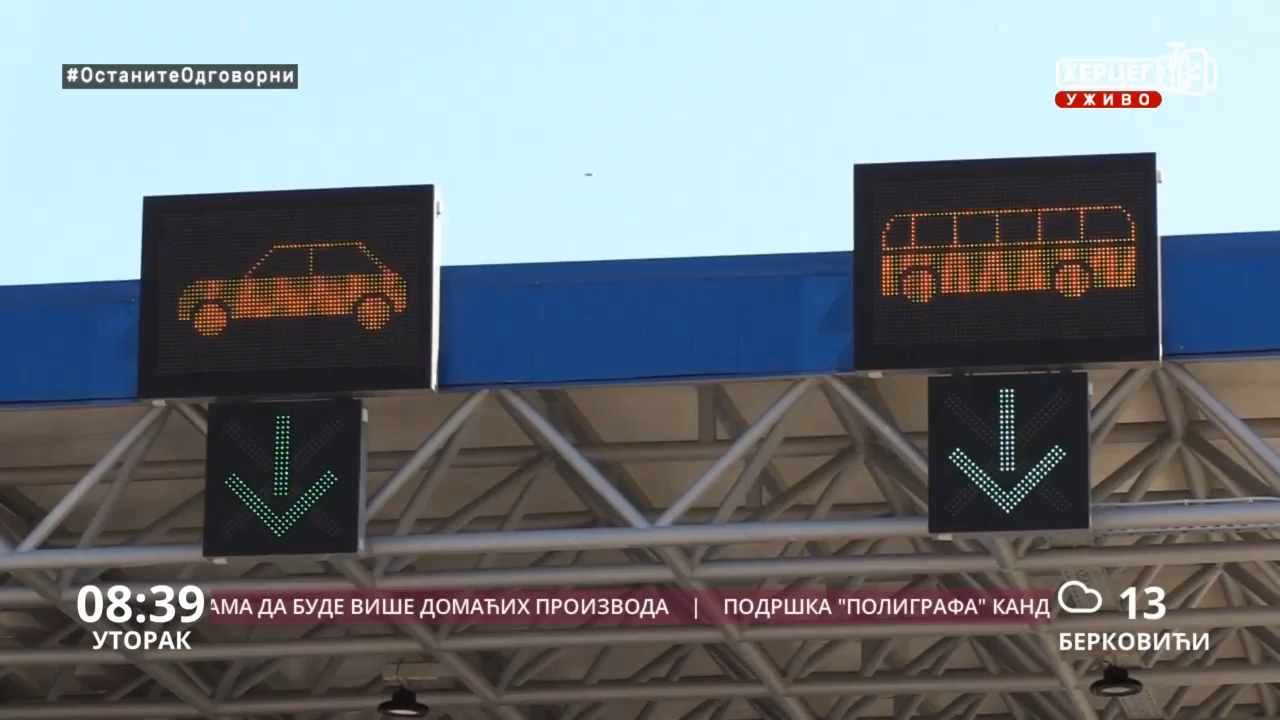 #ОстанитеОдговорни
ХЕРЦЕГ
УЖИВО
08:39
АМА ДА БУДЕ ВИШЕ ДОМАЋИХ ПРОИЗВОДА | ПОДРШКА "ПОЛИГРАФА" КАНД
13
УТОРАК
БЕРКОВИЋИ